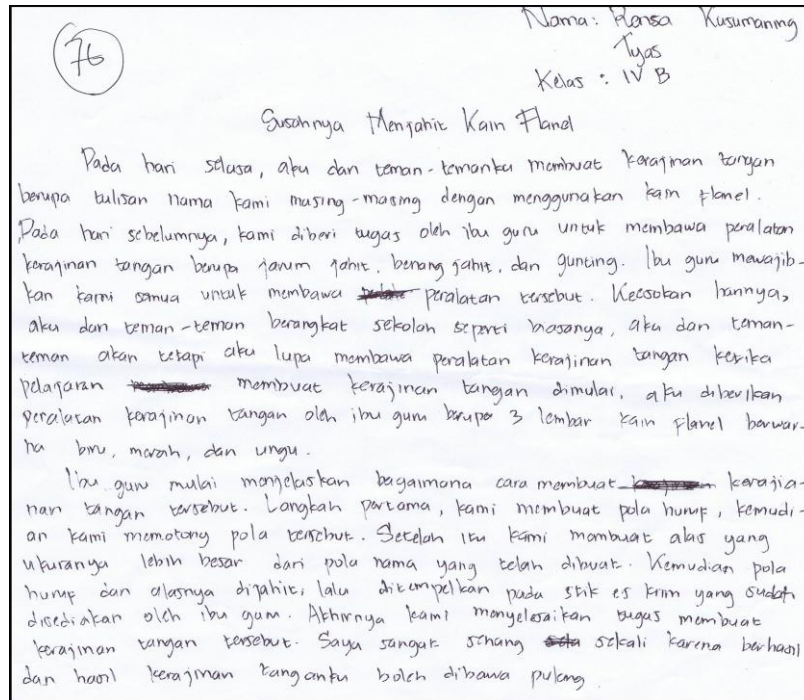 76
Nama: Hensa Kusumaning
Tyas
Kelas : IV B
Susahnya Menjahit Kain Flanel
Pada hari selasa, aku dan teman-temanku membuat kerajinan tangan
berupa tulisan nama kami masing-masing dengan menggunakan kain flanel.
Pada hari sebelumnya, kami diberi tugas oleh ibu guru untuk membawa peralatan
kerajinan tangan berupa jarum jahit, benang jahit, dan gunting. Ibu guru mewajib-
kan kami semua untuk membawa peralatan tersebut. Keesokan harinya,
aku dan teman-teman berangkat sekolah seperti biasanya, aku dan teman-
teman akan tetapi aku lupa membawa peralatan kerajinan tangan ketika
pelajaran membuat kerajinan tangan dimulai, aku diberikan
peralatan kerajinan tangan oleh ibu guru berupa 3 lembar kain flanel berwar-
na biru, merah, dan ungu.
Ibu guru mulai menjelaskan bagaimana cara membuat kerajia-
nan tangan tersebut. Langkah pertama, kami membuat pola hurup, kemudi-
an kami memotong pola tersebut. Setelah itu kami membuat alas yang
ukuranya lebih besar dari pola nama yang telah dibuat. Kemudian pola
hurup dan alasnya dijahit, lalu ditempelkan pada stik es krim yang sudah
disediakan oleh ibu guru. Akhirnya kami menyelesaikan tugas membuat
kerajinan tangan tersebut. Saya sangat senang sekali karena berhasil
dan hasil kerajinan tanganku boleh dibawa pulang.